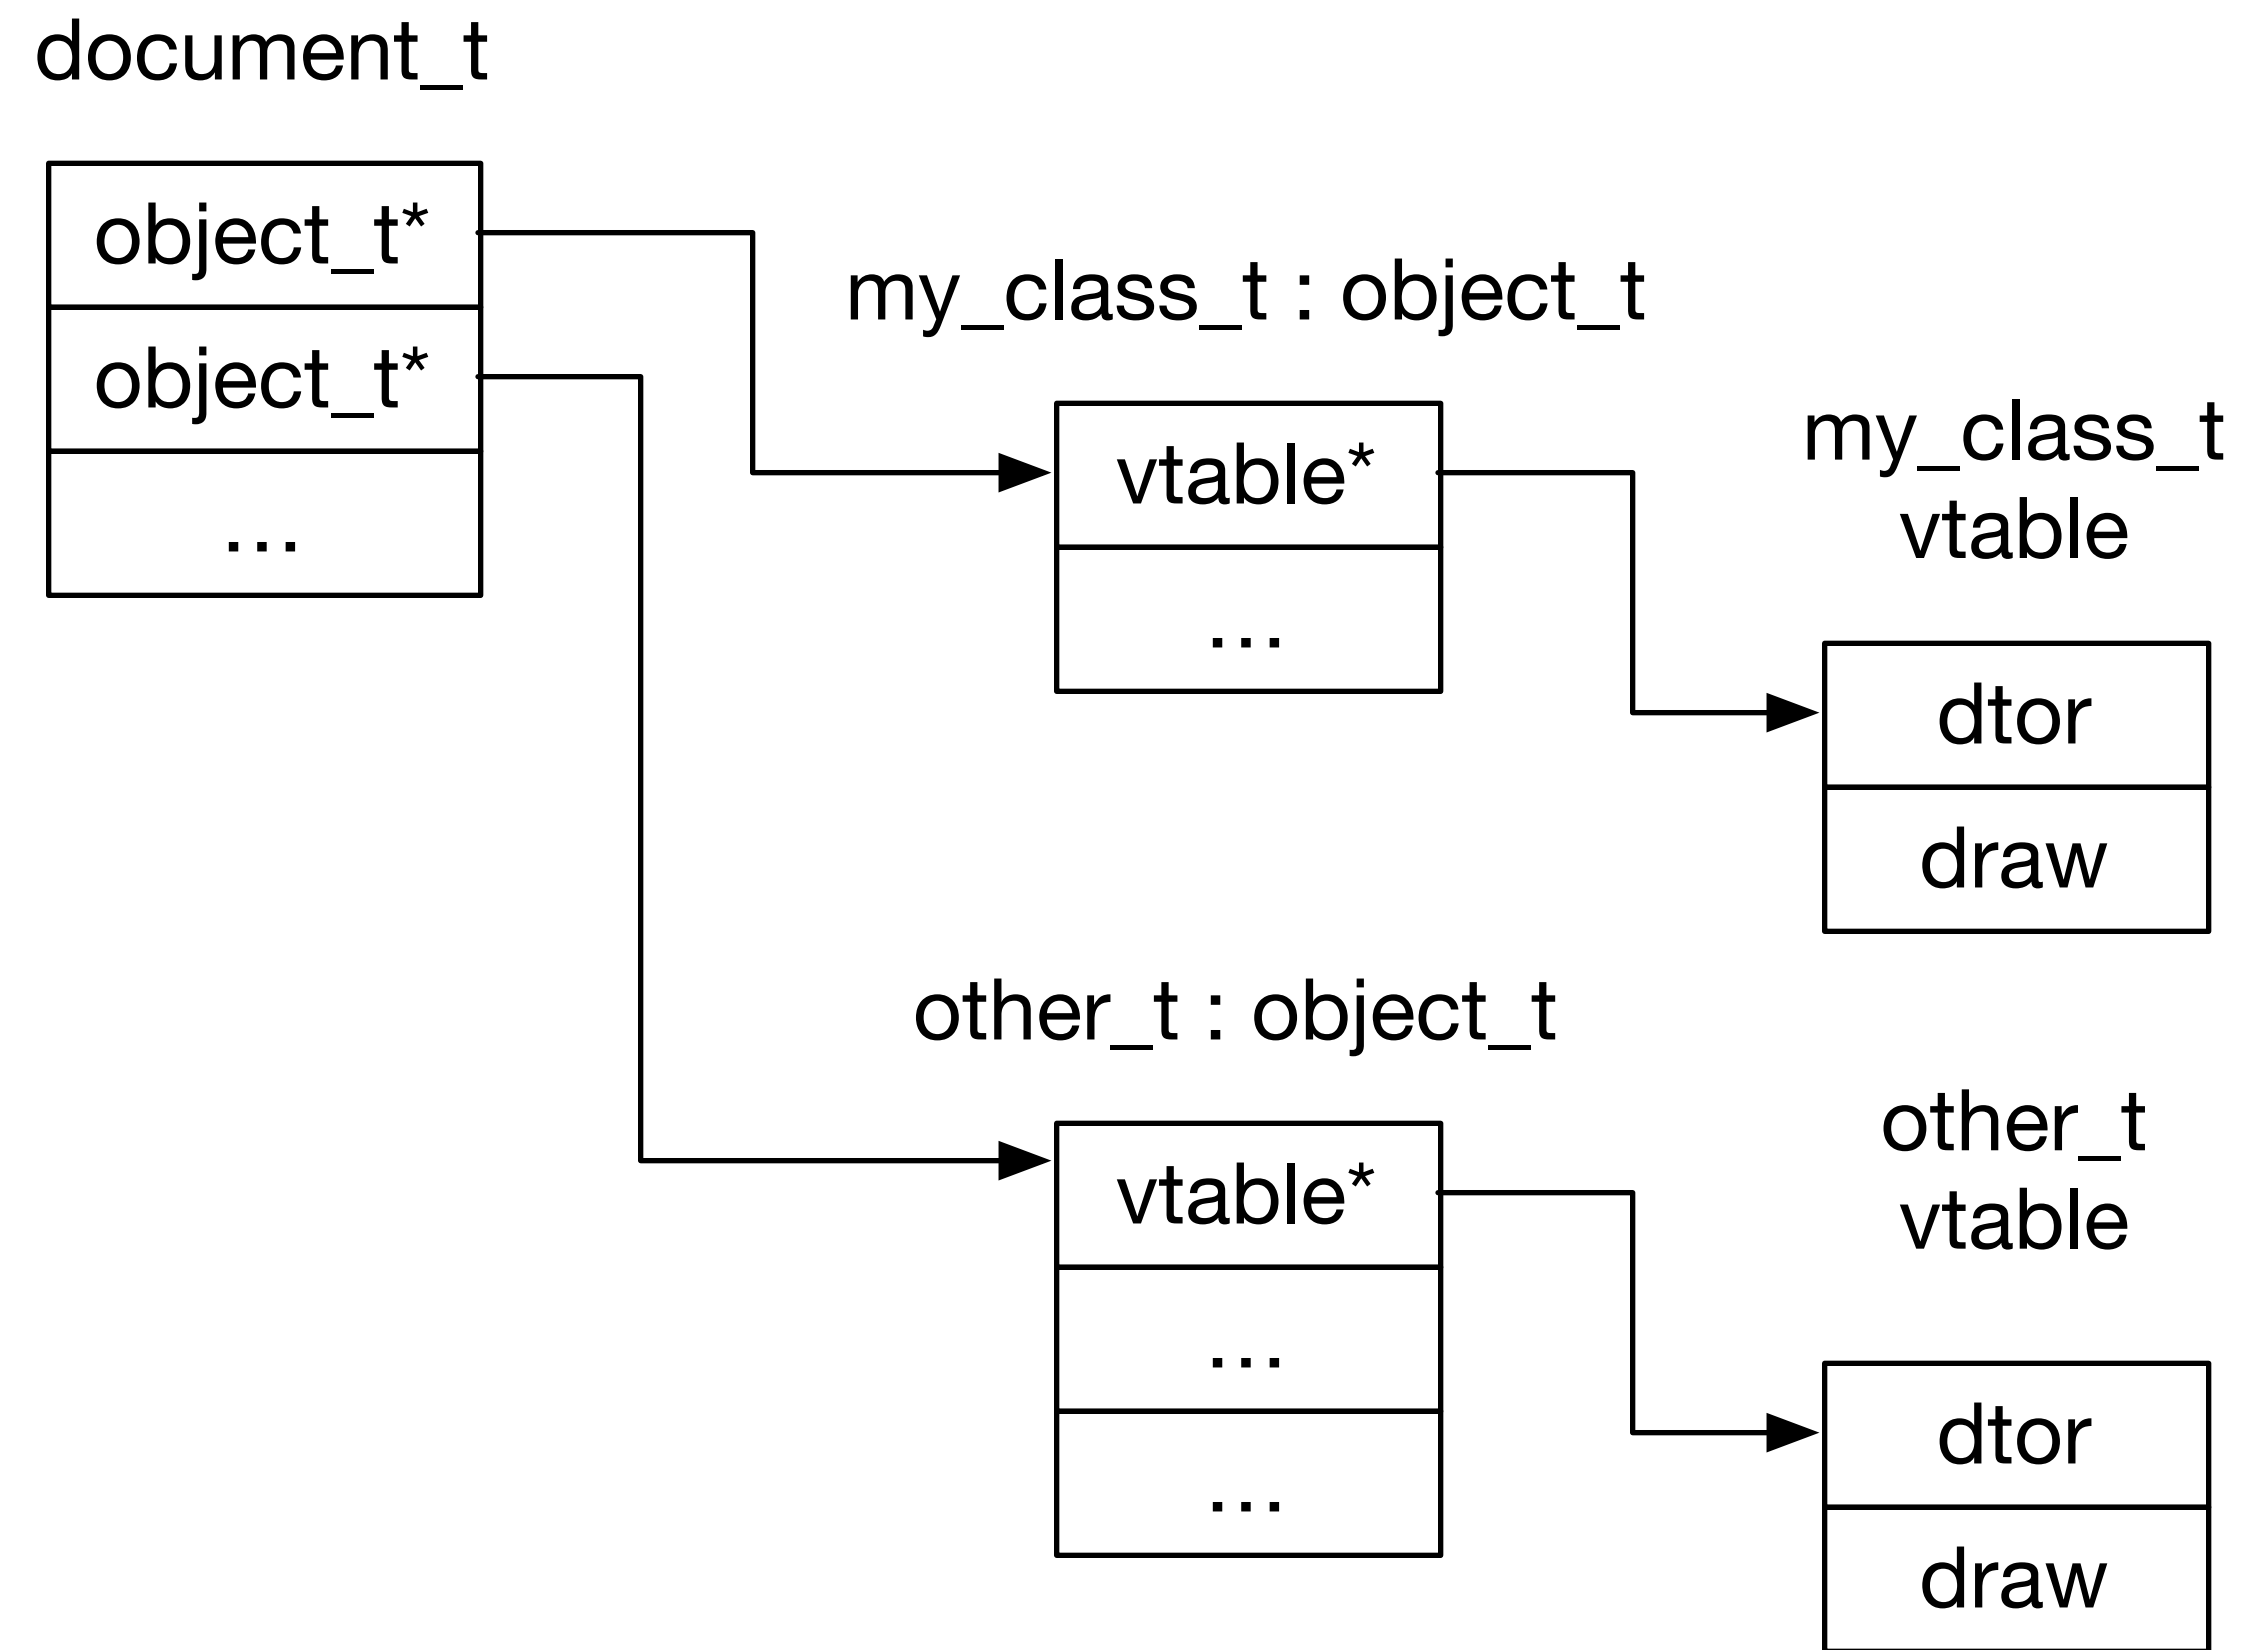 document_t
object_t*
object_t*
...
my_class_t : object_t
vtable*
...
my_class_t
vtable
dtor
draw
other_t : object_t
vtable*
...
...
other_t
vtable
dtor
draw